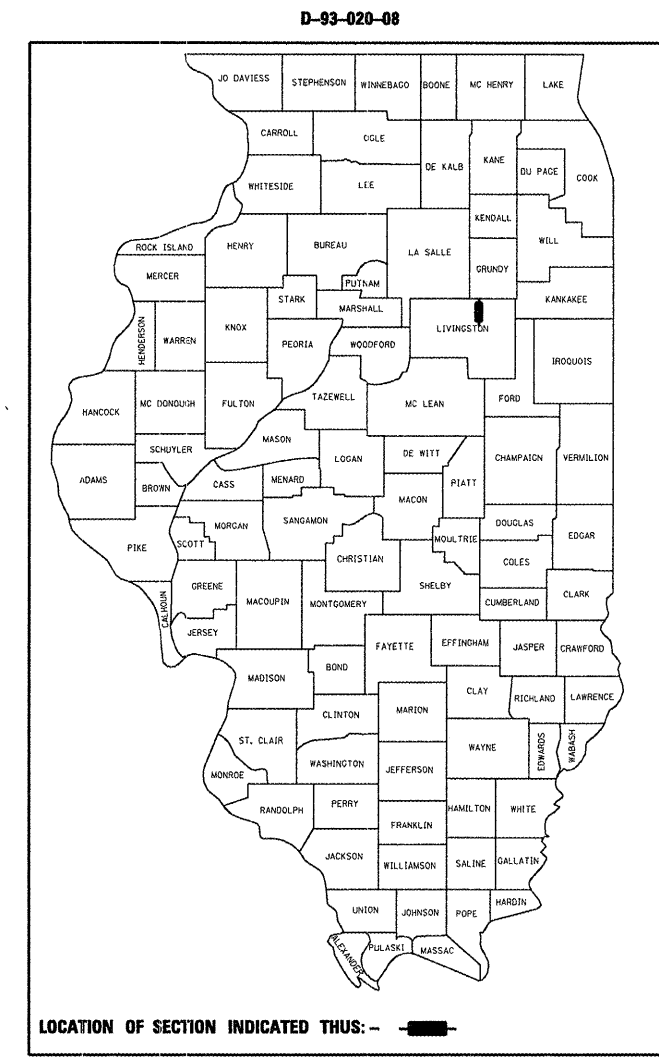 D-93-020-08
JO DAVIESS
STEPHENSON
WINNEBAGO
BOONE
MC HENRY
LAKE
CARROLL
OGLE
DE KALB
KANE
DU PAGE
COOK
WHITESIDE
LEE
KENDALL
WILL
ROCK ISLAND
HENRY
BUREAU
LA SALLE
GRUNDY
MERCER
PUTNAM
STARK
MARSHALL
KANKAKEE
HENDERSON
WARREN
KNOX
LIVINGSTON
PEORIA
WOODFORD
IROQUOIS
HANCOCK
MC DONOUGH
FULTON
TAZEWELL
MC LEAN
FORD
MASON
SCHUYLER
LOGAN
DE WITT
CHAMPAIGN
VERMILION
ADAMS
BROWN
CASS
MENARD
PIATT
MACON
MORGAN
SANGAMON
DOUGLAS
EDGAR
PIKE
SCOTT
MOULTRIE
CHRISTIAN
COLES
GREENE
SHELBY
CALHOUN
MACOUPIN
MONTGOMERY
CUMBERLAND
CLARK
JERSEY
FAYETTE
EFFINGHAM
JASPER
CRAWFORD
MADISON
BOND
CLAY
RICHLAND
LAWRENCE
CLINTON
MARION
ST. CLAIR
WAYNE
EDWARDS
WABASH
WASHINGTON
JEFFERSON
MONROE
RANDOLPH
PERRY
HAMILTON
WHITE
FRANKLIN
JACKSON
WILLIAMSON
SALINE
GALLATIN
UNION
JOHNSON
POPE
HARDIN
ALEXANDER
PULASKI
MASSAC
LOCATION OF SECTION INDICATED THUS: -